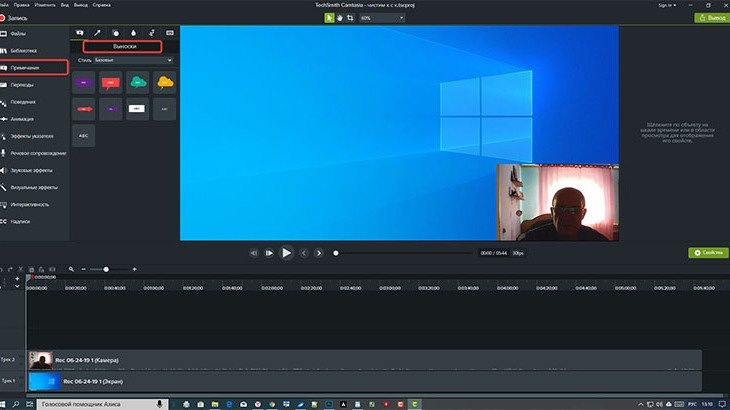 Файл Правка Изменить Вид Вывод Справка
TechSmith Camtasia - чистим к с к.tscproj
Sign In
Запись
60%
Вывод
Файлы
Библиотека
Примечания
Переходы
Поведения
Анимация
Эффекты указателя
Речевое сопровождение
Звуковые эффекты
Визуальные эффекты
Интерактивность
CC Надписи
Выноски
Стиль Базовые
ABC
ABC
ABC
Щелкните по объекту на
шкале времени или в области
просмотра для отображения
его свойств.
00:00 / 05:44 30fps
Свойства
0:00:00;00
0:00:00;00 0:00:20;00 0:00:40;00 0:01:00;00 0:01:20;00 0:01:40;00 0:02:00;00 0:02:20;00 0:02:40;00 0:03:00;00 0:03:20;00 0:03:40;00 0:04:00;00 0:04:20;00 0:04:40;00 0:05:00;00 0:05:20;00 0:05:40;00
Трек 2
Rec 06-24-19 1 (Камера)
Трек 1
Rec 06-24-19 1 (Экран)
Голосовой помощник Алиса
РУС 13:10